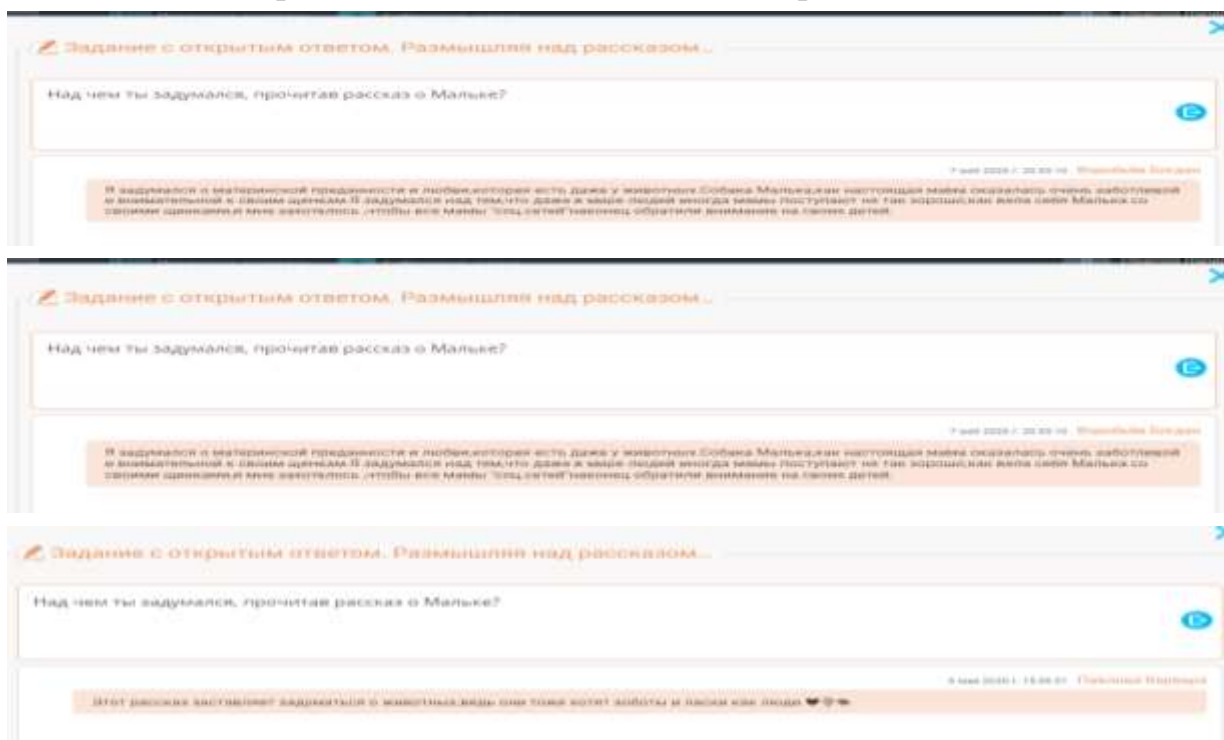 Задание с открытым ответом. Размышляя над рассказом...
Над чем ты задумался, прочитав рассказ о Мальке?
7 мая 2020 г.
Я задумался о материнской преданности и любви,которая есть даже у животных.Собака Малька,как настоящая мама оказалась очень заботливой
и внимательной к своим щенкам.Я задумался над тем,что даже в мире людей иногда мамы поступают не так хорошо,как вела себя Малька со
своими щенками,и мне захотелось ,чтобы все мамы "соц.сетей"наконец обратили внимание на своих детей.
Задание с открытым ответом. Размышляя над рассказом...
Над чем ты задумался, прочитав рассказ о Мальке?
7 мая 2020 г.
Я задумался о материнской преданности и любви,которая есть даже у животных.Собака Малька,как настоящая мама оказалась очень заботливой
и внимательной к своим щенкам.Я задумался над тем,что даже в мире людей иногда мамы поступают не так хорошо,как вела себя Малька со
своими щенками,и мне захотелось ,чтобы все мамы "соц.сетей"наконец обратили внимание на своих детей.
Задание с открытым ответом. Размышляя над рассказом...
Над чем ты задумался, прочитав рассказ о Мальке?
мая 2020 г.
Этот рассказ заставляет задуматься о животных,ведь они тоже хотят заботы и ласки как люди